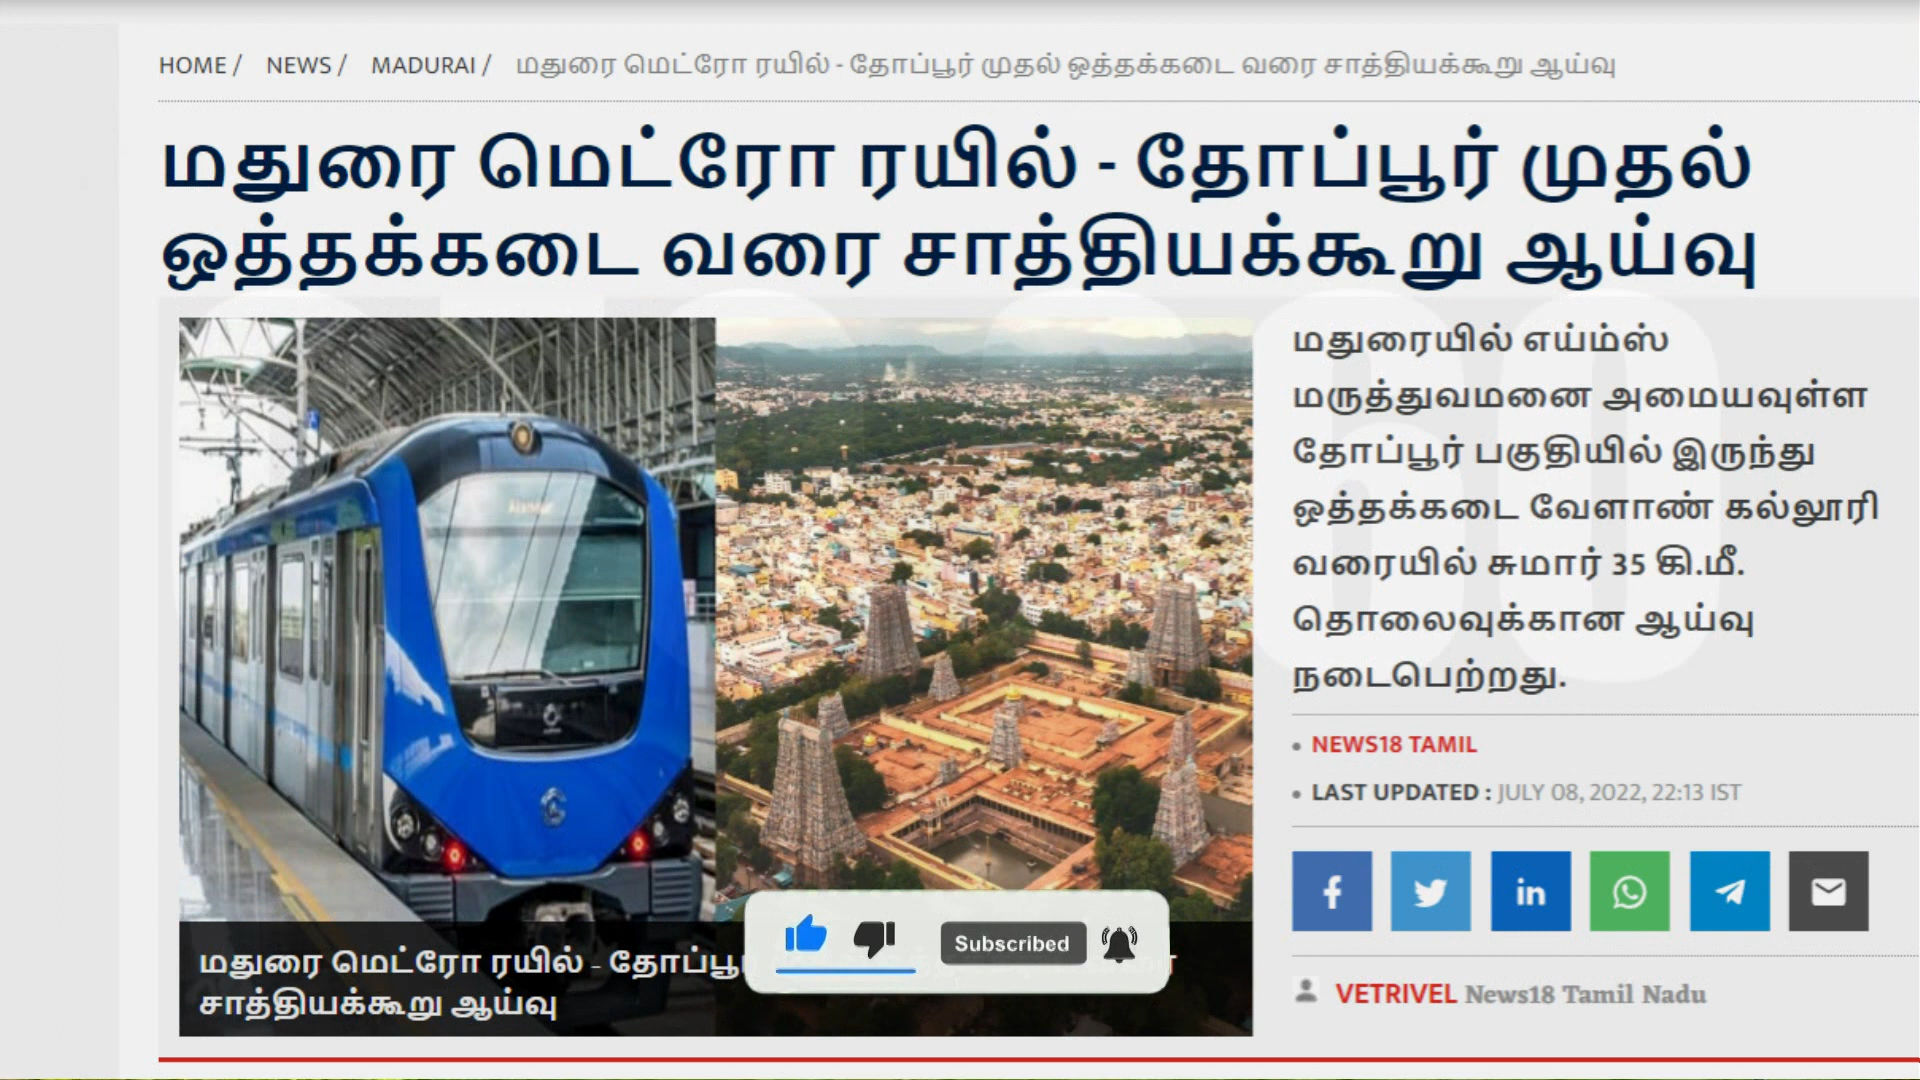 HOME / NEWS / MADURAI / மதுரை மெட்ரோ ரயில் - தோப்பூர் முதல் ஒத்தக்கடை வரை சாத்தியக்கூறு ஆய்வு
மதுரை மெட்ரோ ரயில் - தோப்பூர் முதல்
ஒத்தக்கடை வரை சாத்தியக்கூறு ஆய்வு
மதுரையில் எய்ம்ஸ்
மருத்துவமனை அமையவுள்ள
தோப்பூர் பகுதியில் இருந்து
ஒத்தக்கடை வேளாண் கல்லூரி
வரையில் சுமார் 35 கி.மீ.
தொலைவுக்கான ஆய்வு
நடைபெற்றது.
NEWS18 TAMIL
LAST UPDATED : JULY 08, 2022, 22:13 IST
VETRIVEL News18 Tamil Nadu
மதுரை மெட்ரோ ரயில் -
சாத்தியக்கூறு ஆய்வு
Subscribed